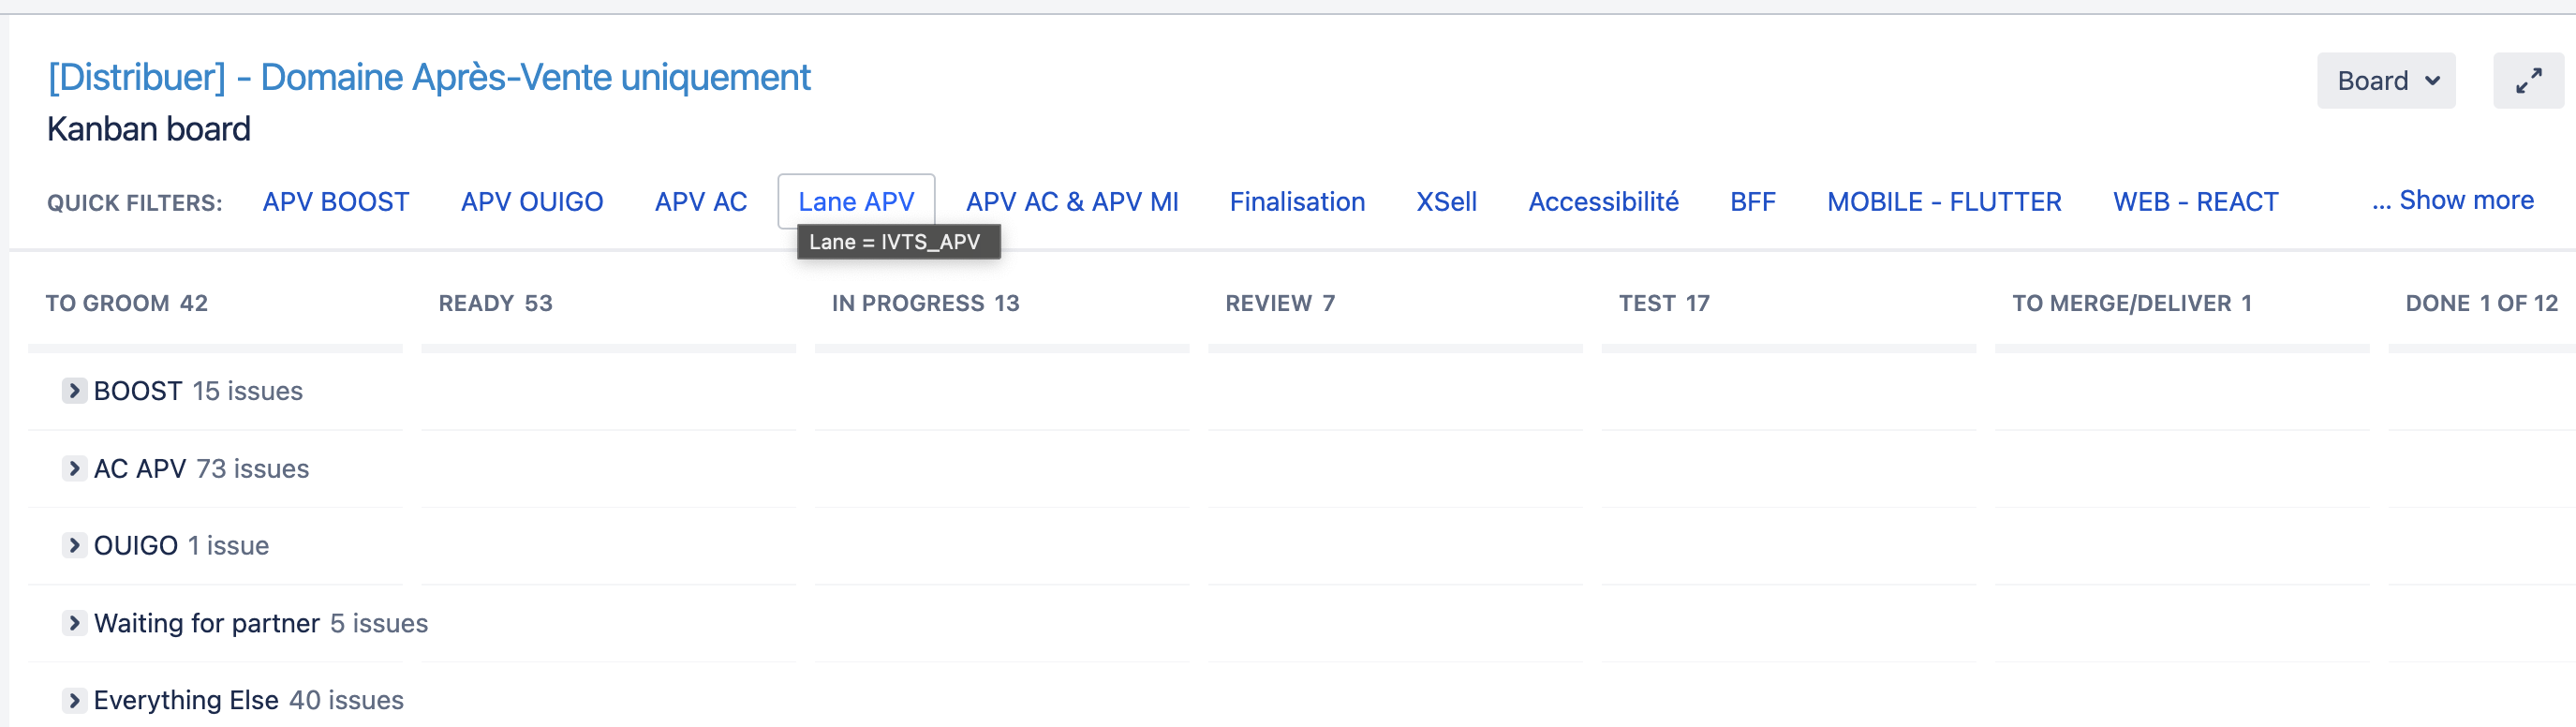 [Distribuer] - Domaine Après-Vente uniquement
Board
Kanban board
QUICK FILTERS: APV BOOST APV OUIGO APV AC Lane APV APV AC & APV MI Finalisation XSell Accessibilité BFF MOBILE - FLUTTER WEB - REACT ... Show more
Lane = IVTS_APV
TO GROOM 42 READY 53 IN PROGRESS 13 REVIEW 7 TEST 17 TO MERGE/DELIVER 1 DONE 1 OF 12
BOOST 15 issues
AC APV 73 issues
OUIGO 1 issue
Waiting for partner 5 issues
Everything Else 40 issues